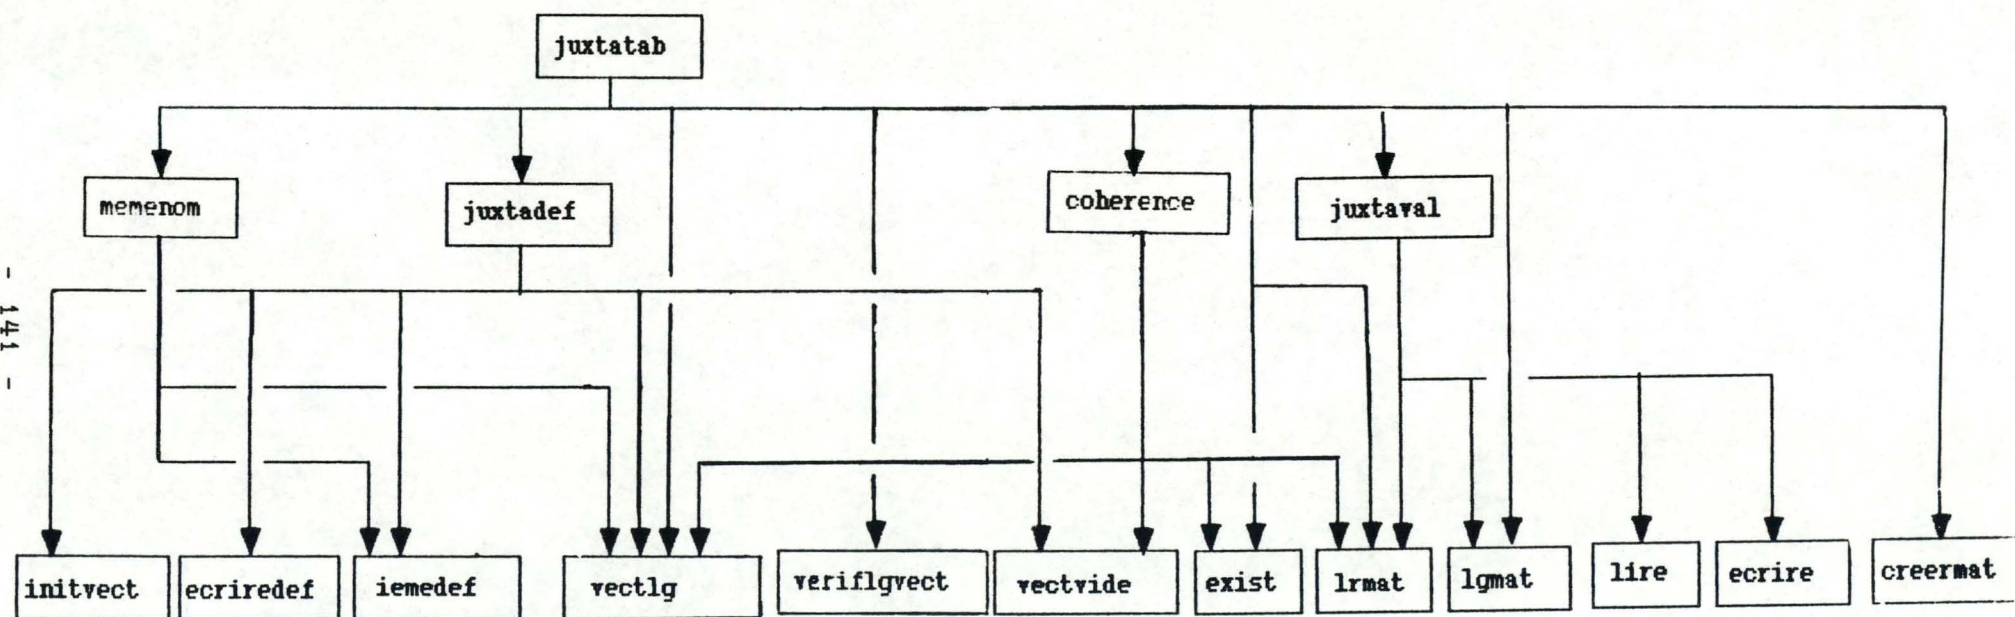 juxtatab
memenom
juxtadef
coherence
juxtaval
- 141 -
initvect
ecriredef
iemedef
vectlg
veriflgvect
vectvide
exist
lrmat
lgmat
lire
ecrire
creermat